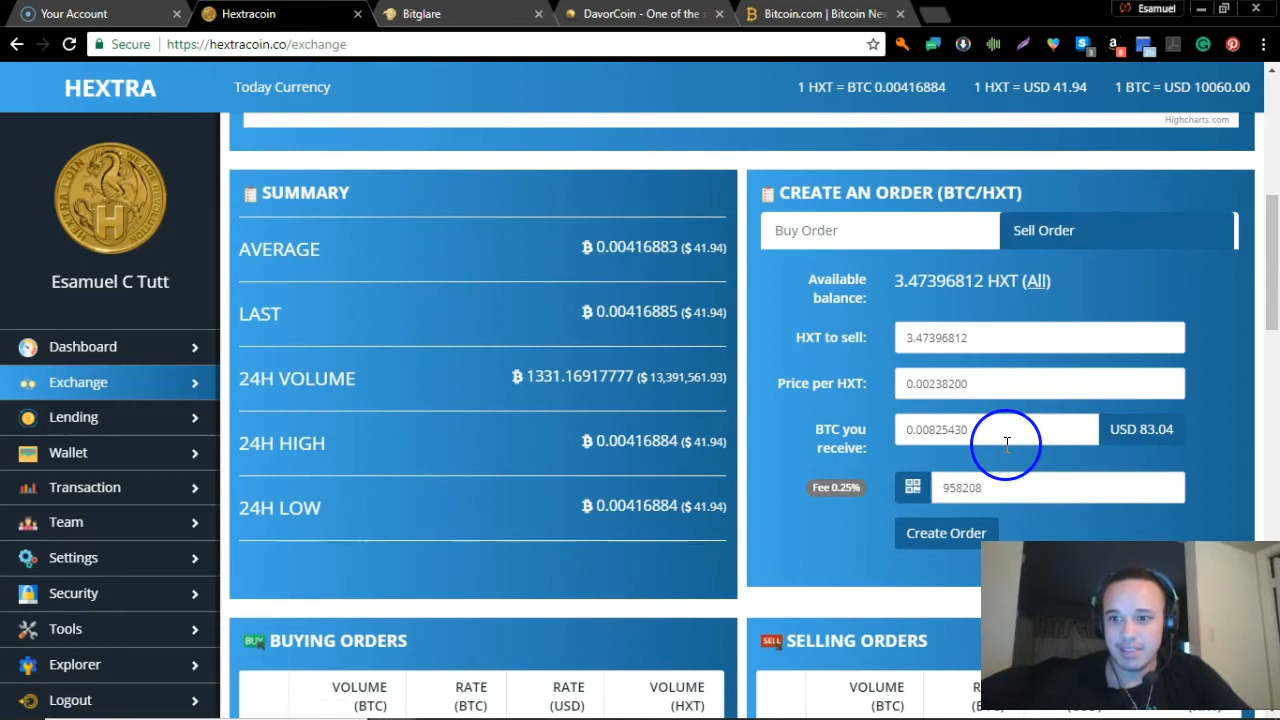 Your Account
Hextracoin
Bitglare
DavorCoin - One of the m
Bitcoin.com | Bitcoin Nev
Esamuel
Secure
https://hextracoin.co/exchange
HEXTRA
Today Currency
1 HXT = BTC 0.00416884
1 HXT = USD 41.94
1 BTC = USD 10060.00
Highcharts.com
HEXTRACOIN WE ARE REVOLUTION
H
Esamuel C Tutt
Dashboard
Exchange
Lending
Wallet
Transaction
Team
Settings
Security
Tools
Explorer
Logout
SUMMARY
AVERAGE
₿ 0.00416883 ($ 41.94)
LAST
₿ 0.00416885 ($ 41.94)
24H VOLUME
₿ 1331.16917777 ($ 13,391,561.93)
24H HIGH
₿ 0.00416884 ($ 41.94)
24H LOW
₿ 0.00416884 ($ 41.94)
CREATE AN ORDER (BTC/HXT)
Buy Order
Sell Order
Available balance:
3.47396812 HXT (All)
HXT to sell:
3.47396812
Price per HXT:
0.00238200
BTC you receive:
0.00825430
USD 83.04
Fee 0.25%
958208
Create Order
BUY BUYING ORDERS
VOLUME (BTC)
RATE (BTC)
RATE (USD)
VOLUME (HXT)
SELL SELLING ORDERS
VOLUME (BTC)